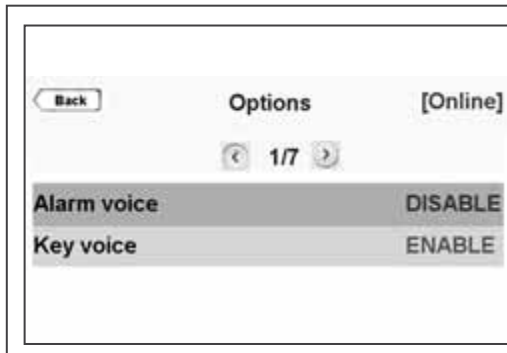 Back Options [Online]
1/7
Alarm voice DISABLE
Key voice ENABLE